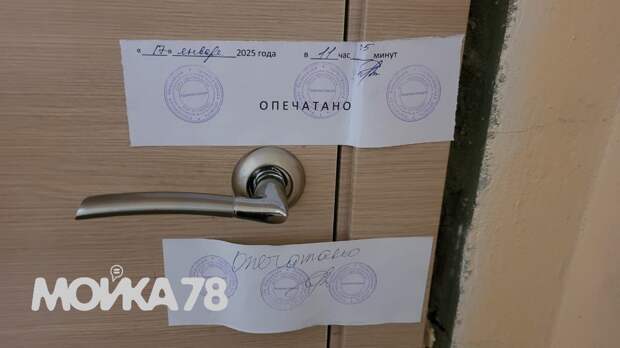 « 17 » январь 2025 года в 11 час 15 минут
ОПЕЧАТАНО
Опечатано
МОЙКА78